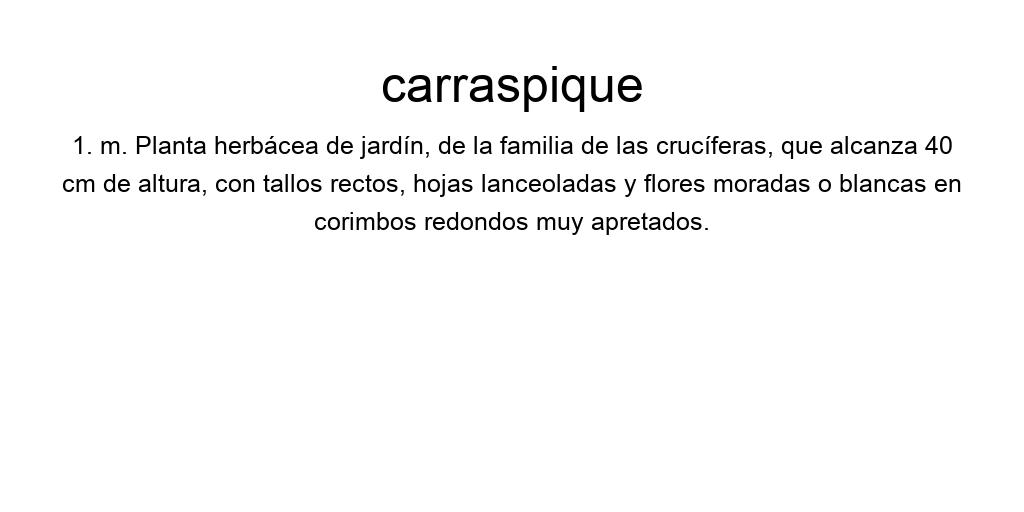 carraspique
1. m. Planta herbácea de jardín, de la familia de las crucíferas, que alcanza 40
cm de altura, con tallos rectos, hojas lanceoladas y flores moradas o blancas en
corimbos redondos muy apretados.